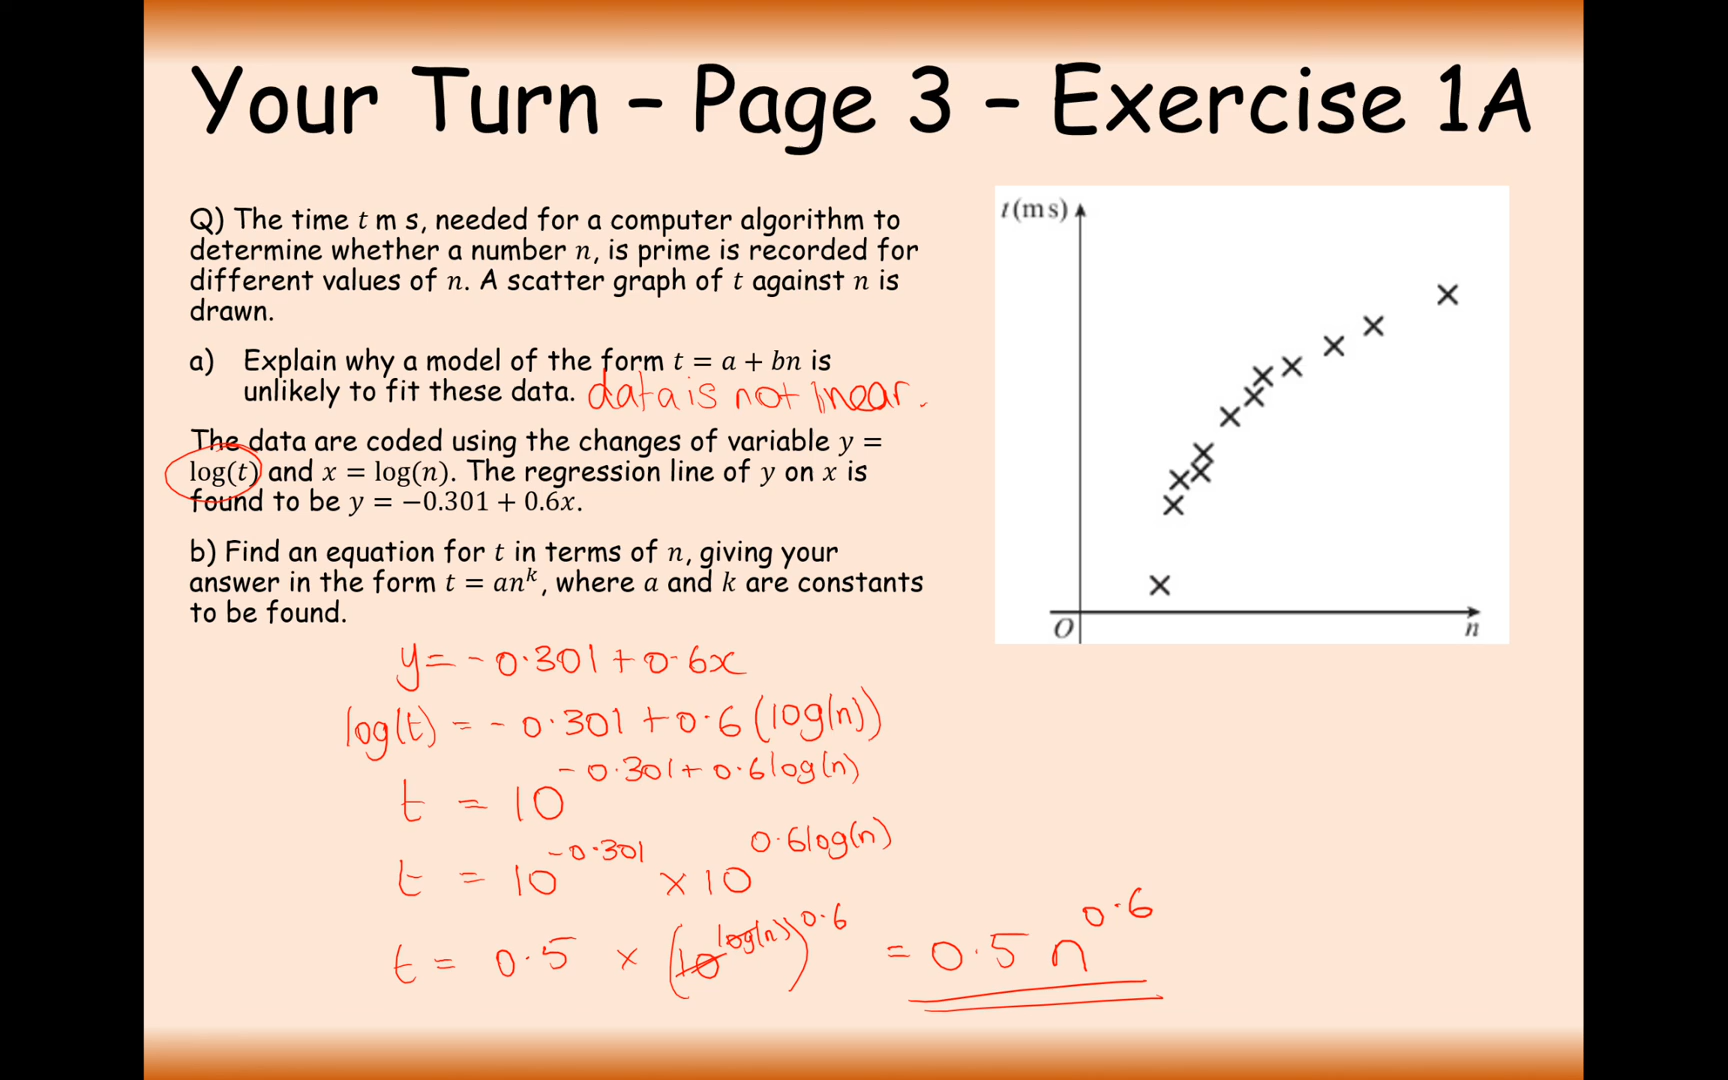 Your Turn – Page 3 – Exercise 1A
Q) The time t m s, needed for a computer algorithm to
determine whether a number n, is prime is recorded for
different values of n. A scatter graph of t against n is
drawn.
a) Explain why a model of the form t = a + bn is
unlikely to fit these data. data is not linear.
The data are coded using the changes of variable y =
log(t) and x = log(n). The regression line of y on x is
found to be y = −0.301 + 0.6x.
b) Find an equation for t in terms of n, giving your
answer in the form t = an^k, where a and k are constants
to be found.
y = -0.301 + 0.6x
log(t) = -0.301 + 0.6(log(n))
t = 10^{-0.301 + 0.6log(n)}
t = 10^{-0.301} × 10^{0.6log(n)}
t = 0.5 × (10^{log(n)})^{0.6} = 0.5n^{0.6}
t(ms)
O
n